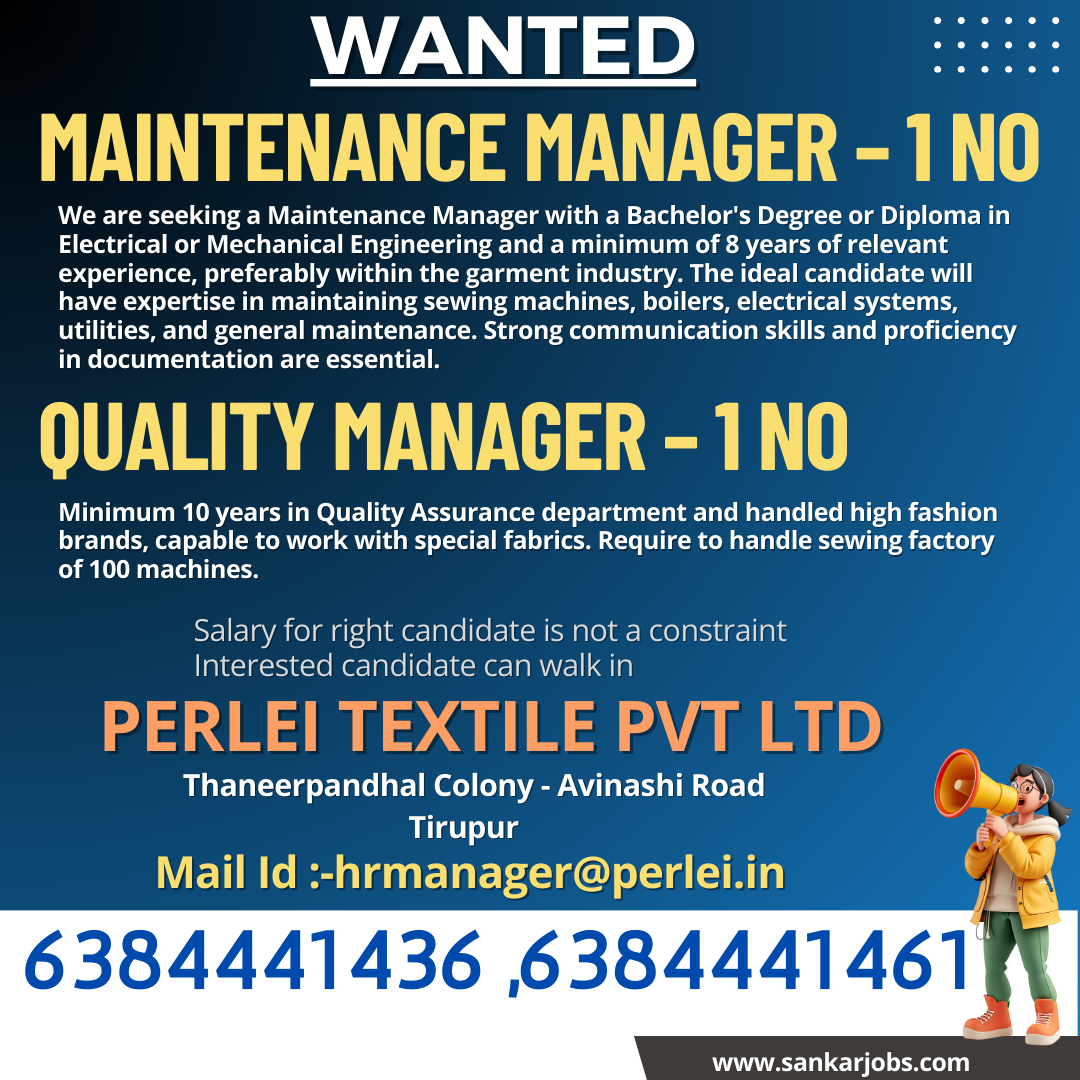 WANTED
MAINTENANCE MANAGER – 1 NO
We are seeking a Maintenance Manager with a Bachelor's Degree or Diploma in
Electrical or Mechanical Engineering and a minimum of 8 years of relevant
experience, preferably within the garment industry. The ideal candidate will
have expertise in maintaining sewing machines, boilers, electrical systems,
utilities, and general maintenance. Strong communication skills and proficiency
in documentation are essential.
QUALITY MANAGER – 1 NO
Minimum 10 years in Quality Assurance department and handled high fashion
brands, capable to work with special fabrics. Require to handle sewing factory
of 100 machines.
Salary for right candidate is not a constraint
Interested candidate can walk in
PERLEI TEXTILE PVT LTD
Thaneerpandhal Colony - Avinashi Road
Tirupur
Mail Id :-hrmanager@perlei.in
6384441436 ,6384441461
www.sankarjobs.com